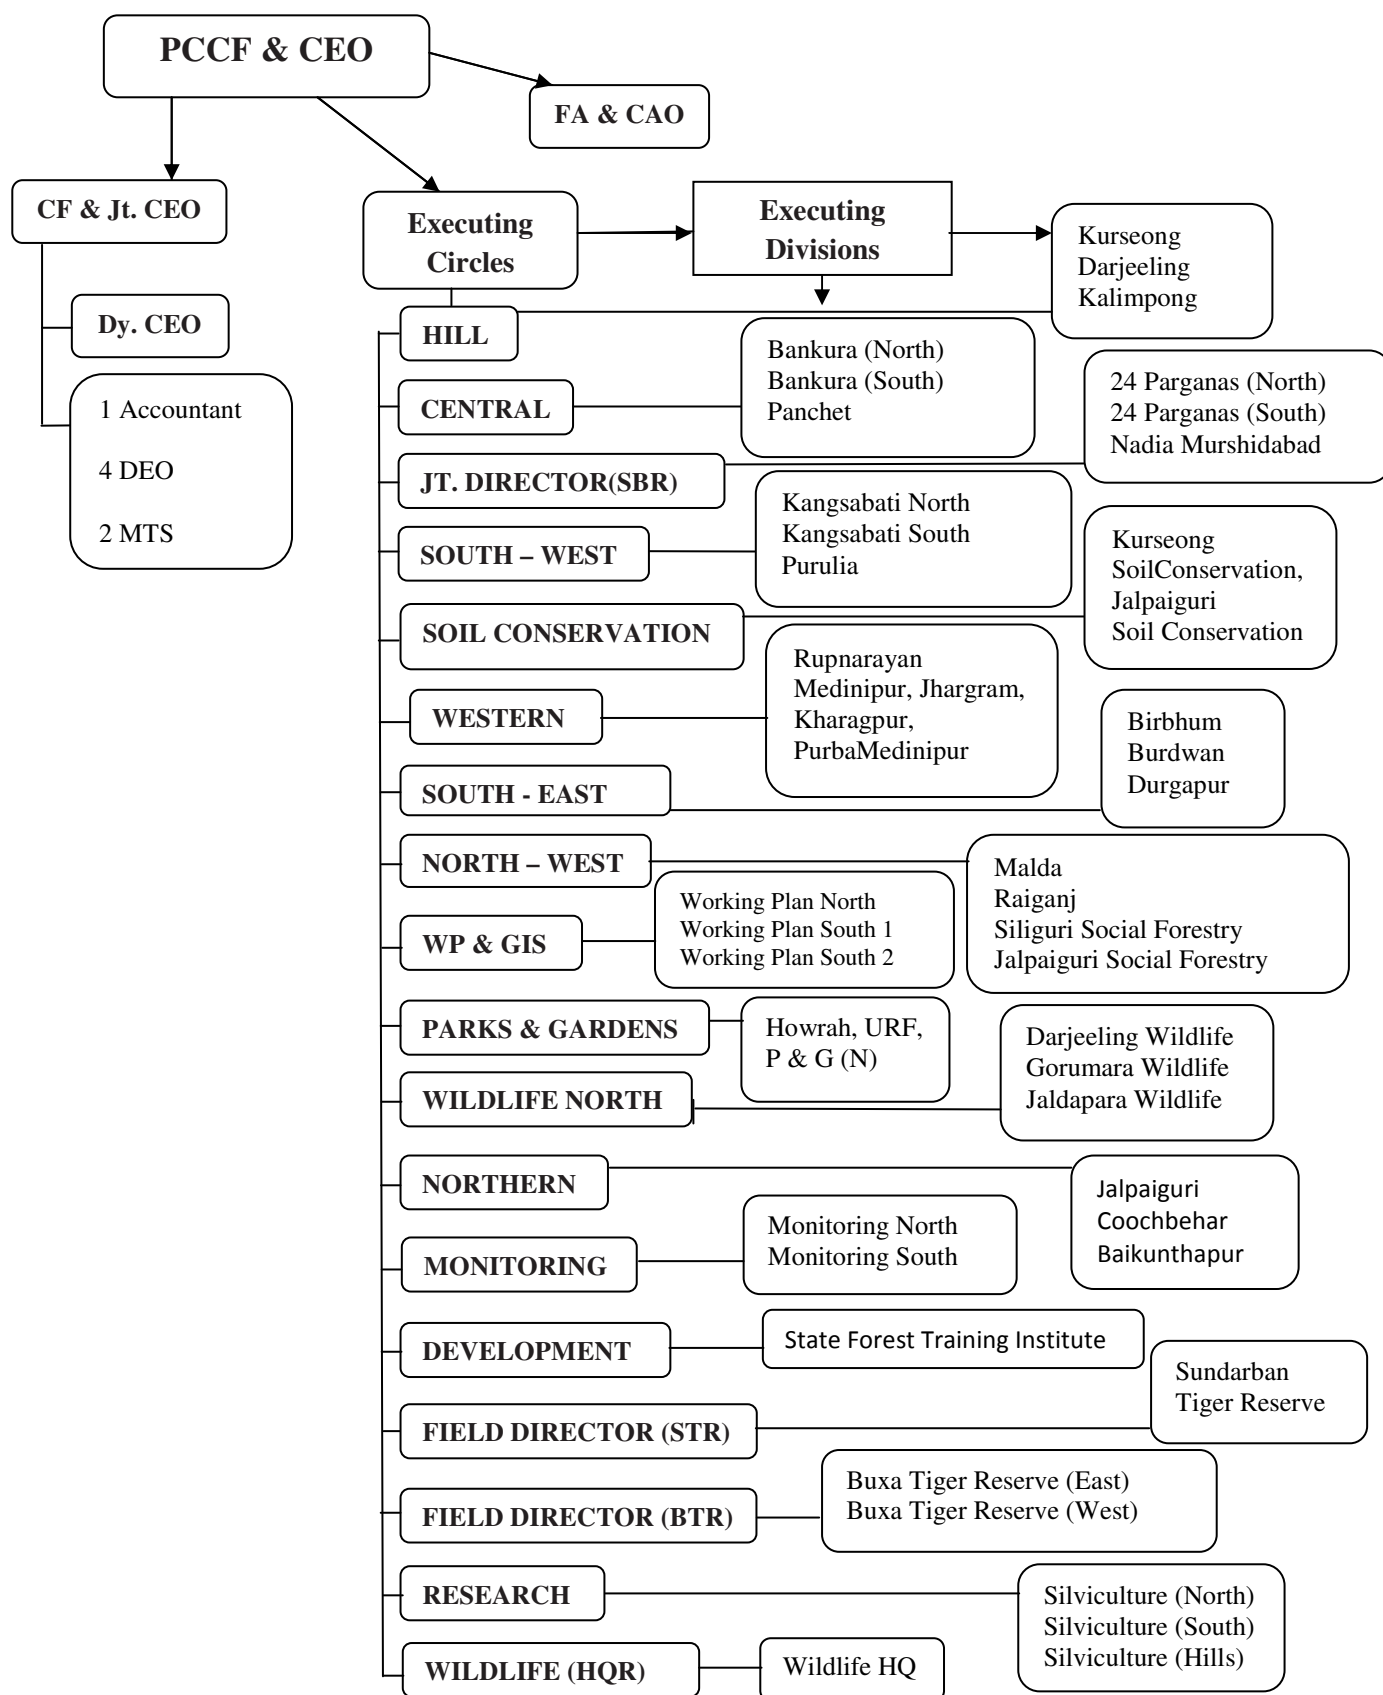 PCCF & CEO
FA & CAO
CF & Jt. CEO
Executing
Circles
Executing
Divisions
Kurseong
Darjeeling
Kalimpong
Dy. CEO
1 Accountant
4 DEO
2 MTS
HILL
CENTRAL
Bankura (North)
Bankura (South)
Panchet
JT. DIRECTOR(SBR)
24 Parganas (North)
24 Parganas (South)
Nadia Murshidabad
SOUTH – WEST
Kangsabati North
Kangsabati South
Purulia
SOIL CONSERVATION
Kurseong
SoilConservation,
Jalpaiguri
Soil Conservation
WESTERN
Rupnarayan
Medinipur, Jhargram,
Kharagpur,
PurbaMedinipur
SOUTH - EAST
Birbhum
Burdwan
Durgapur
NORTH – WEST
Malda
Raiganj
Siliguri Social Forestry
Jalpaiguri Social Forestry
WP & GIS
Working Plan North
Working Plan South 1
Working Plan South 2
PARKS & GARDENS
Howrah, URF,
P & G (N)
WILDLIFE NORTH
Darjeeling Wildlife
Gorumara Wildlife
Jaldapara Wildlife
NORTHERN
Jalpaiguri
Coochbehar
Baikunthapur
MONITORING
Monitoring North
Monitoring South
DEVELOPMENT
State Forest Training Institute
FIELD DIRECTOR (STR)
Sundarban
Tiger Reserve
FIELD DIRECTOR (BTR)
Buxa Tiger Reserve (East)
Buxa Tiger Reserve (West)
RESEARCH
Silviculture (North)
Silviculture (South)
Silviculture (Hills)
WILDLIFE (HQR)
Wildlife HQ